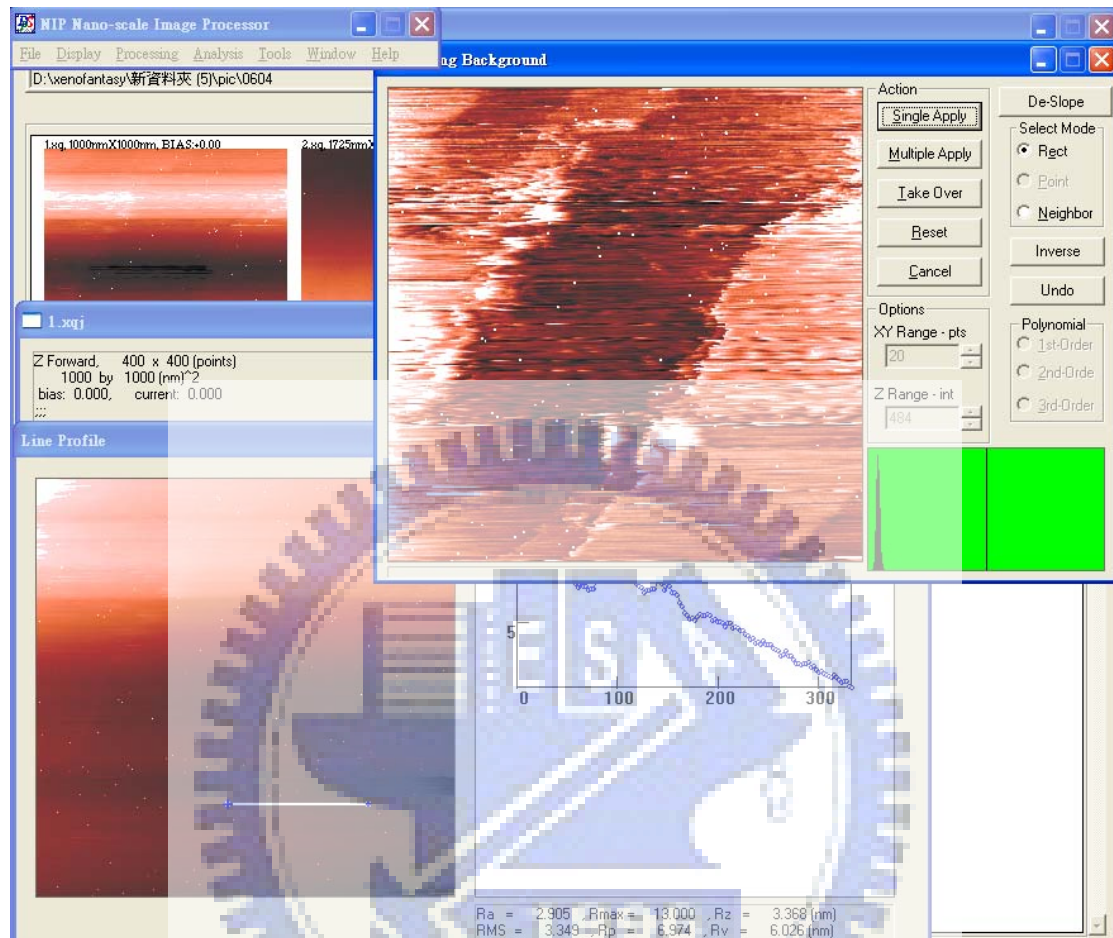 NIP Nano-scale Image Processor
File Display Processing Analysis Tools Window Help
D:\xenofantasy\新資料夾 (5)\pic\0604
1.xq, 1000nmX1000nm, BIAS:+0.00
2.xq, 1725nmX
ng Background
Action
Single Apply
Multiple Apply
Take Over
Reset
Cancel
Options
XY Range - pts
20
Z Range - int
484
De-Slope
Select Mode
Rect
Point
Neighbor
Inverse
Undo
Polynomial
1st-Order
2nd-Orde
3rd-Order
1.xqj
Z Forward, 400 x 400 (points)
1000 by 1000 (nm)^2
bias: 0.000, current: 0.000
;;;
Line Profile
5
0 100 200 300
Ra = 2.905 ,Rmax = 13.000 ,Rz = 3.368 (nm)
RMS = 3.349 ,Rp = 6.974 ,Rv = 6.026 (nm)